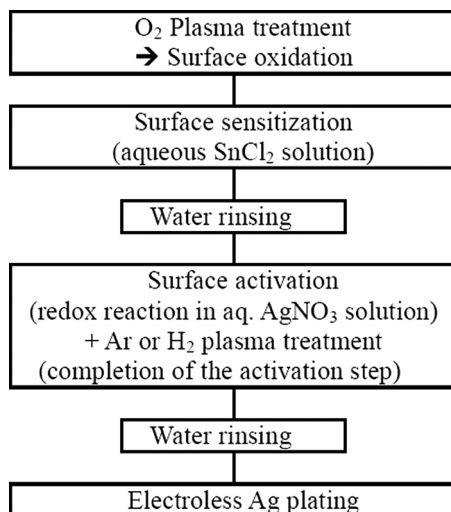 O₂ Plasma treatment
➔ Surface oxidation
Surface sensitization
(aqueous SnCl₂ solution)
Water rinsing
Surface activation
(redox reaction in aq. AgNO₃ solution)
+ Ar or H₂ plasma treatment
(completion of the activation step)
Water rinsing
Electroless Ag plating